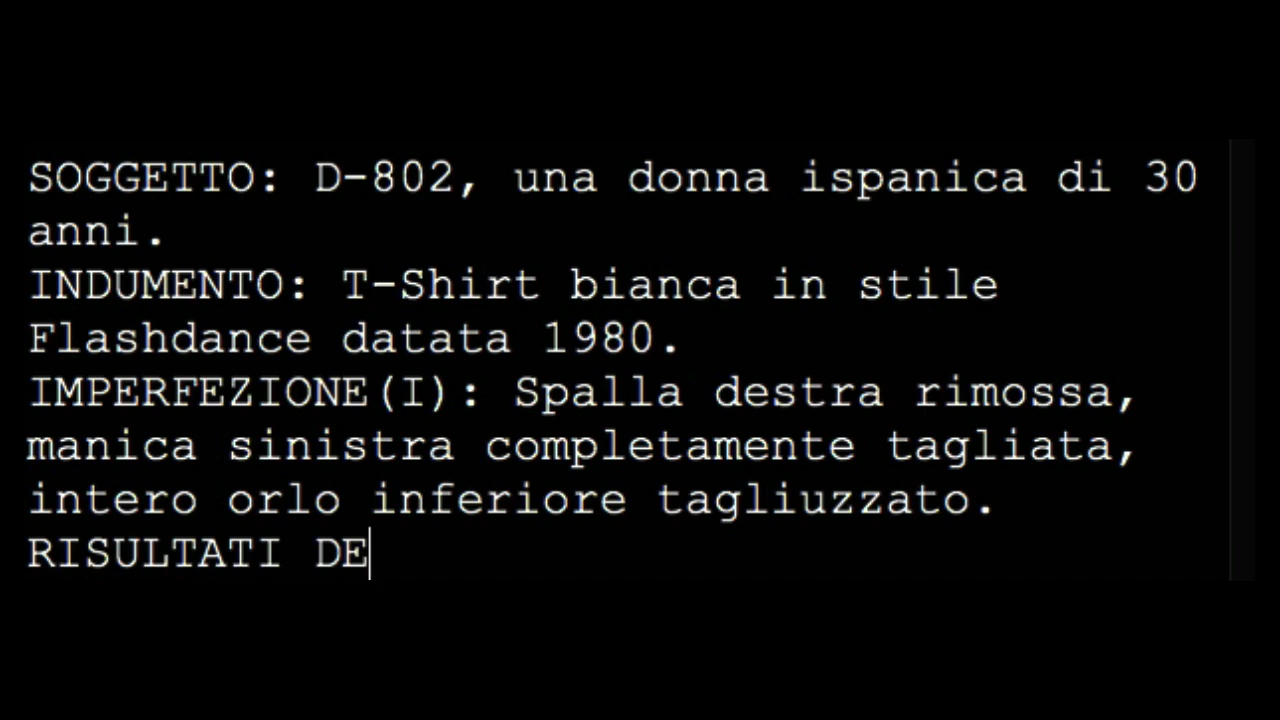 SOGGETTO: D-802, una donna ispanica di 30
anni.
INDUMENTO: T-Shirt bianca in stile
Flashdance datata 1980.
IMPERFEZIONE(I): Spalla destra rimossa,
manica sinistra completamente tagliata,
intero orlo inferiore tagliuzzato.
RISULTATI DE